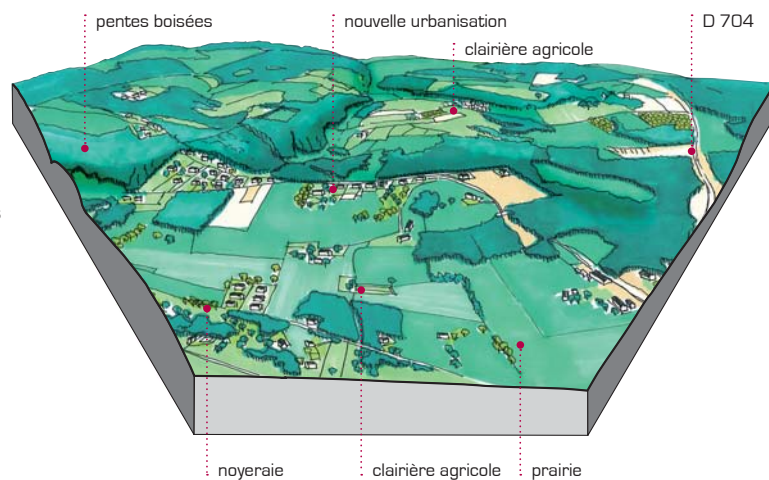 pentes boisées
nouvelle urbanisation
D 704
clairière agricole
noyeraie
clairière agricole
prairie